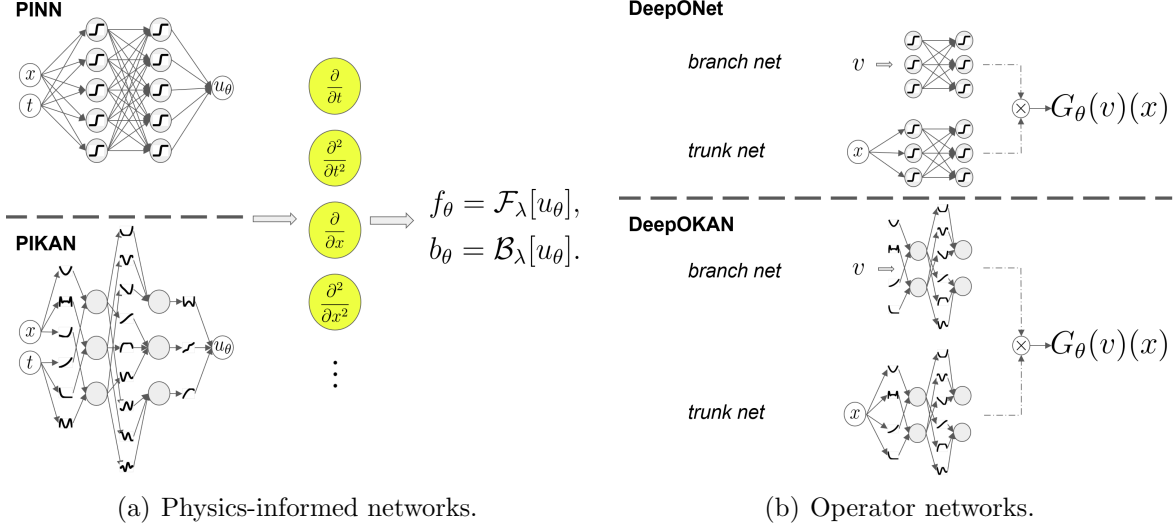 PINN
x
t
u_θ
∂/∂t
∂²/∂t²
∂/∂x
∂²/∂x²
⋮
f_θ = 𝓕_λ[u_θ],
b_θ = 𝓑_λ[u_θ].
PIKAN
x
t
u_θ
(a) Physics-informed networks.
DeepONet
branch net
v
trunk net
x
⊗
G_θ(v)(x)
DeepOKAN
branch net
v
trunk net
x
⊗
G_θ(v)(x)
(b) Operator networks.